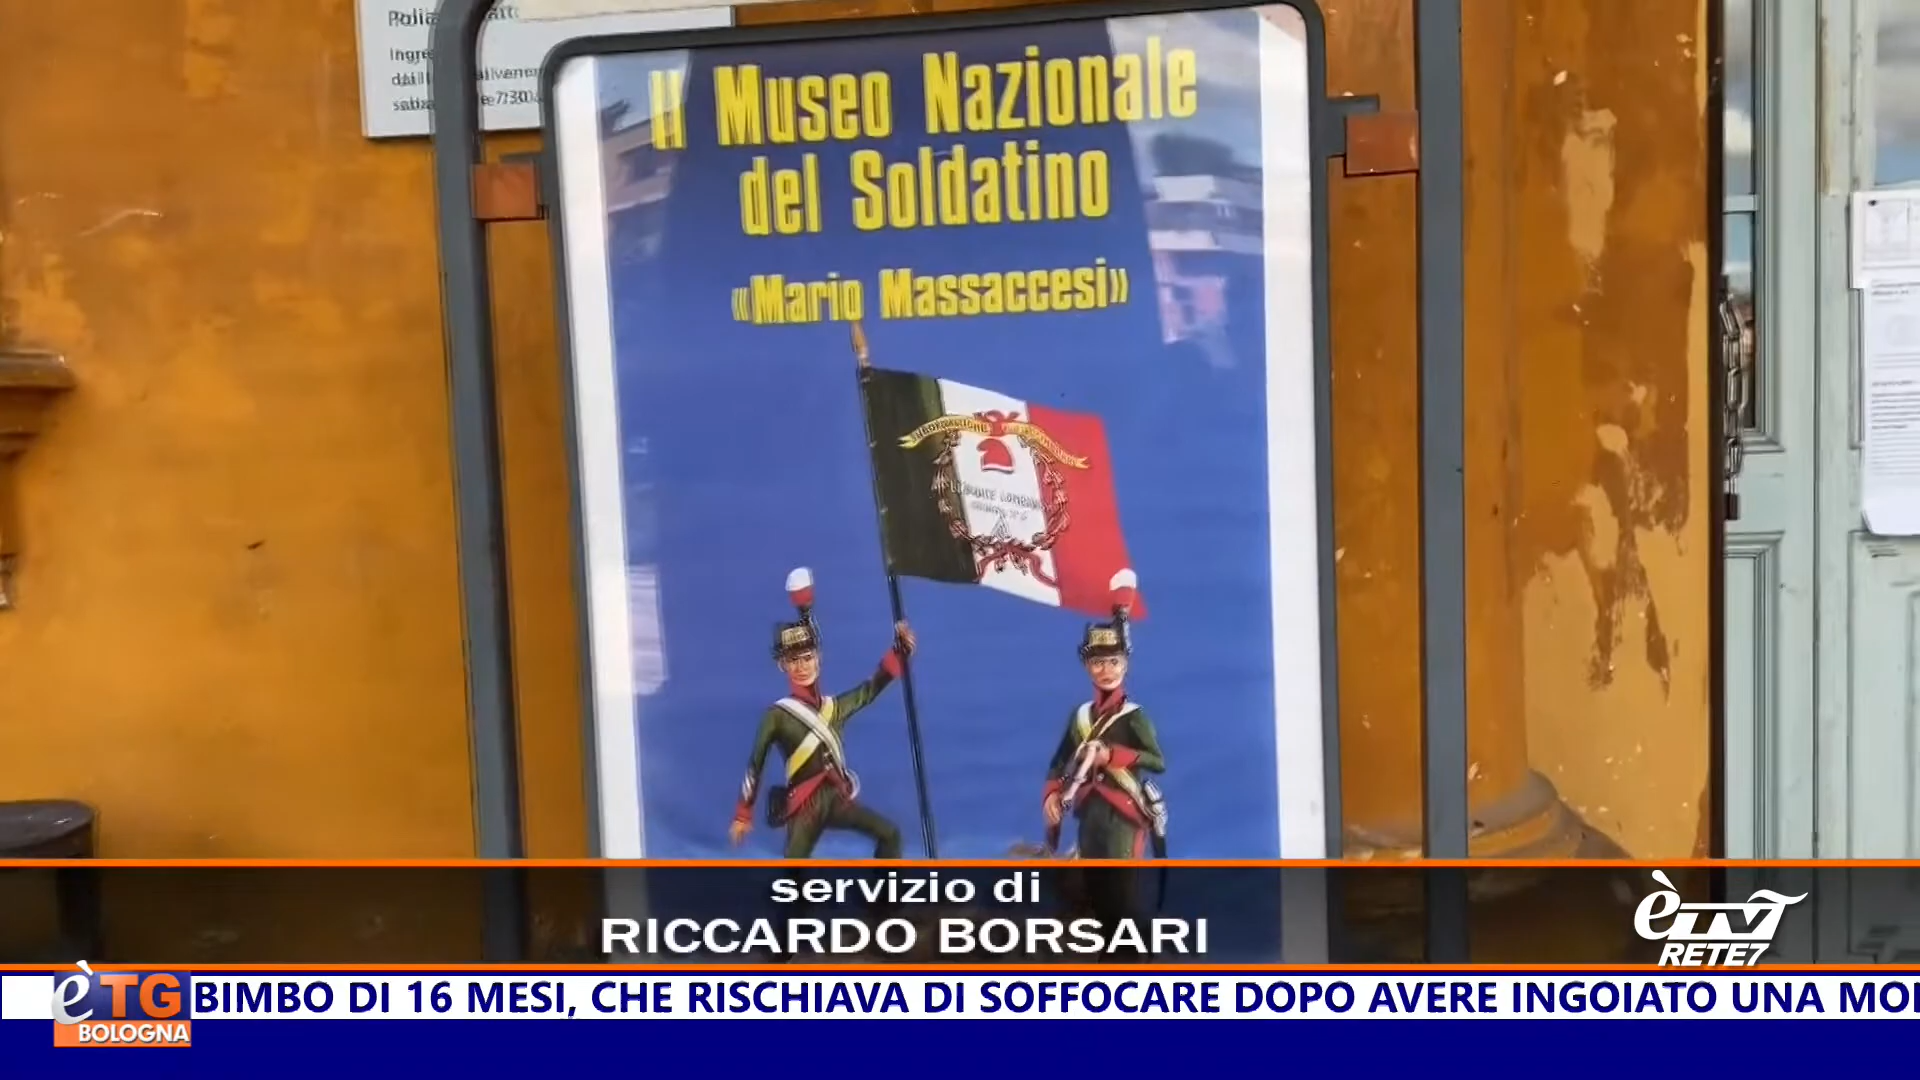 Il Museo Nazionale
del Soldatino
«Mario Massaccesi»
servizio di
RICCARDO BORSARI
èTV
RETE7
èTG
BOLOGNA
BIMBO DI 16 MESI, CHE RISCHIAVA DI SOFFOCARE DOPO AVERE INGOIATO UNA MO